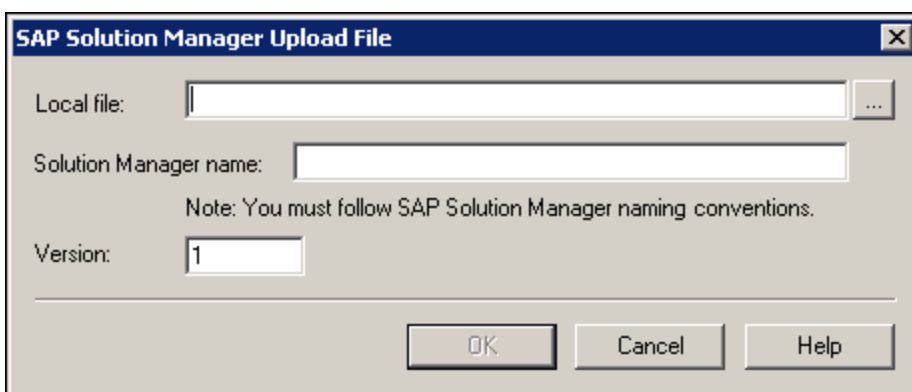 SAP Solution Manager Upload File
Local file:
...
Solution Manager name:
Note: You must follow SAP Solution Manager naming conventions.
Version: 1
OK Cancel Help